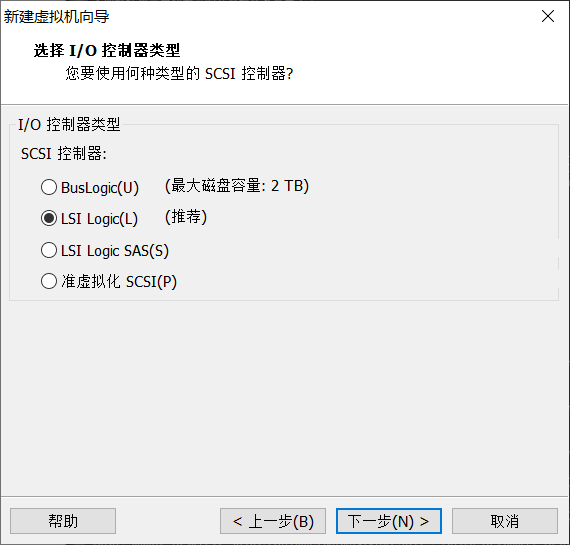 新建虚拟机向导
选择 I/O 控制器类型
您要使用何种类型的 SCSI 控制器?
I/O 控制器类型
SCSI 控制器:
BusLogic(U) (最大磁盘容量: 2 TB)
LSI Logic(L) (推荐)
LSI Logic SAS(S)
准虚拟化 SCSI(P)
帮助 < 上一步(B) 下一步(N) > 取消